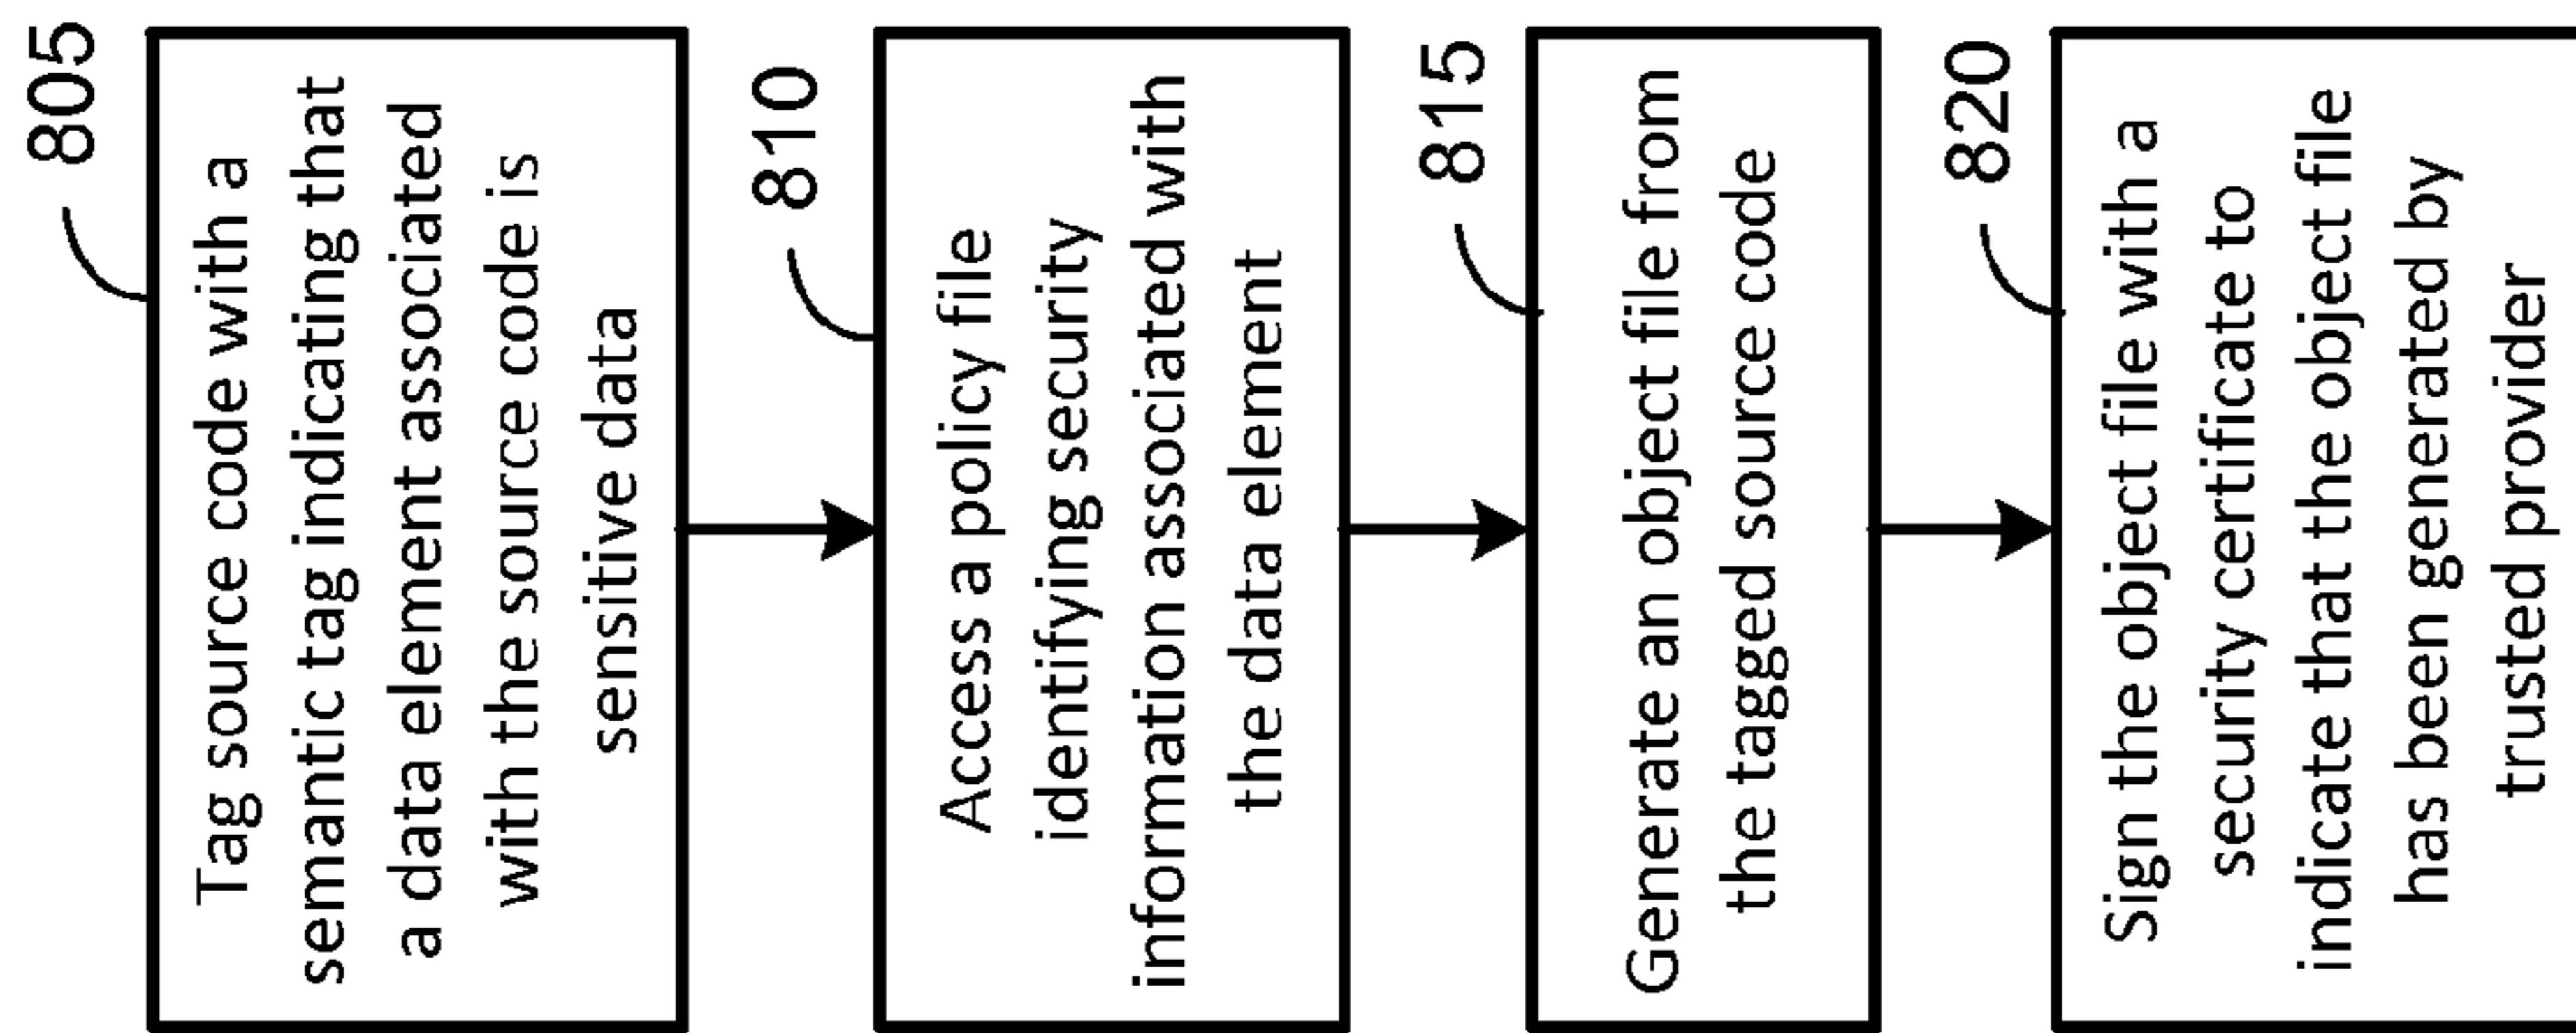 805
Tag source code with a
semantic tag indicating that
a data element associated
with the source code is
sensitive data
810
Access a policy file
identifying security
information associated with
the data element
815
Generate an object file from
the tagged source code
820
Sign the object file with a
security certificate to
indicate that the object file
has been generated by
trusted provider